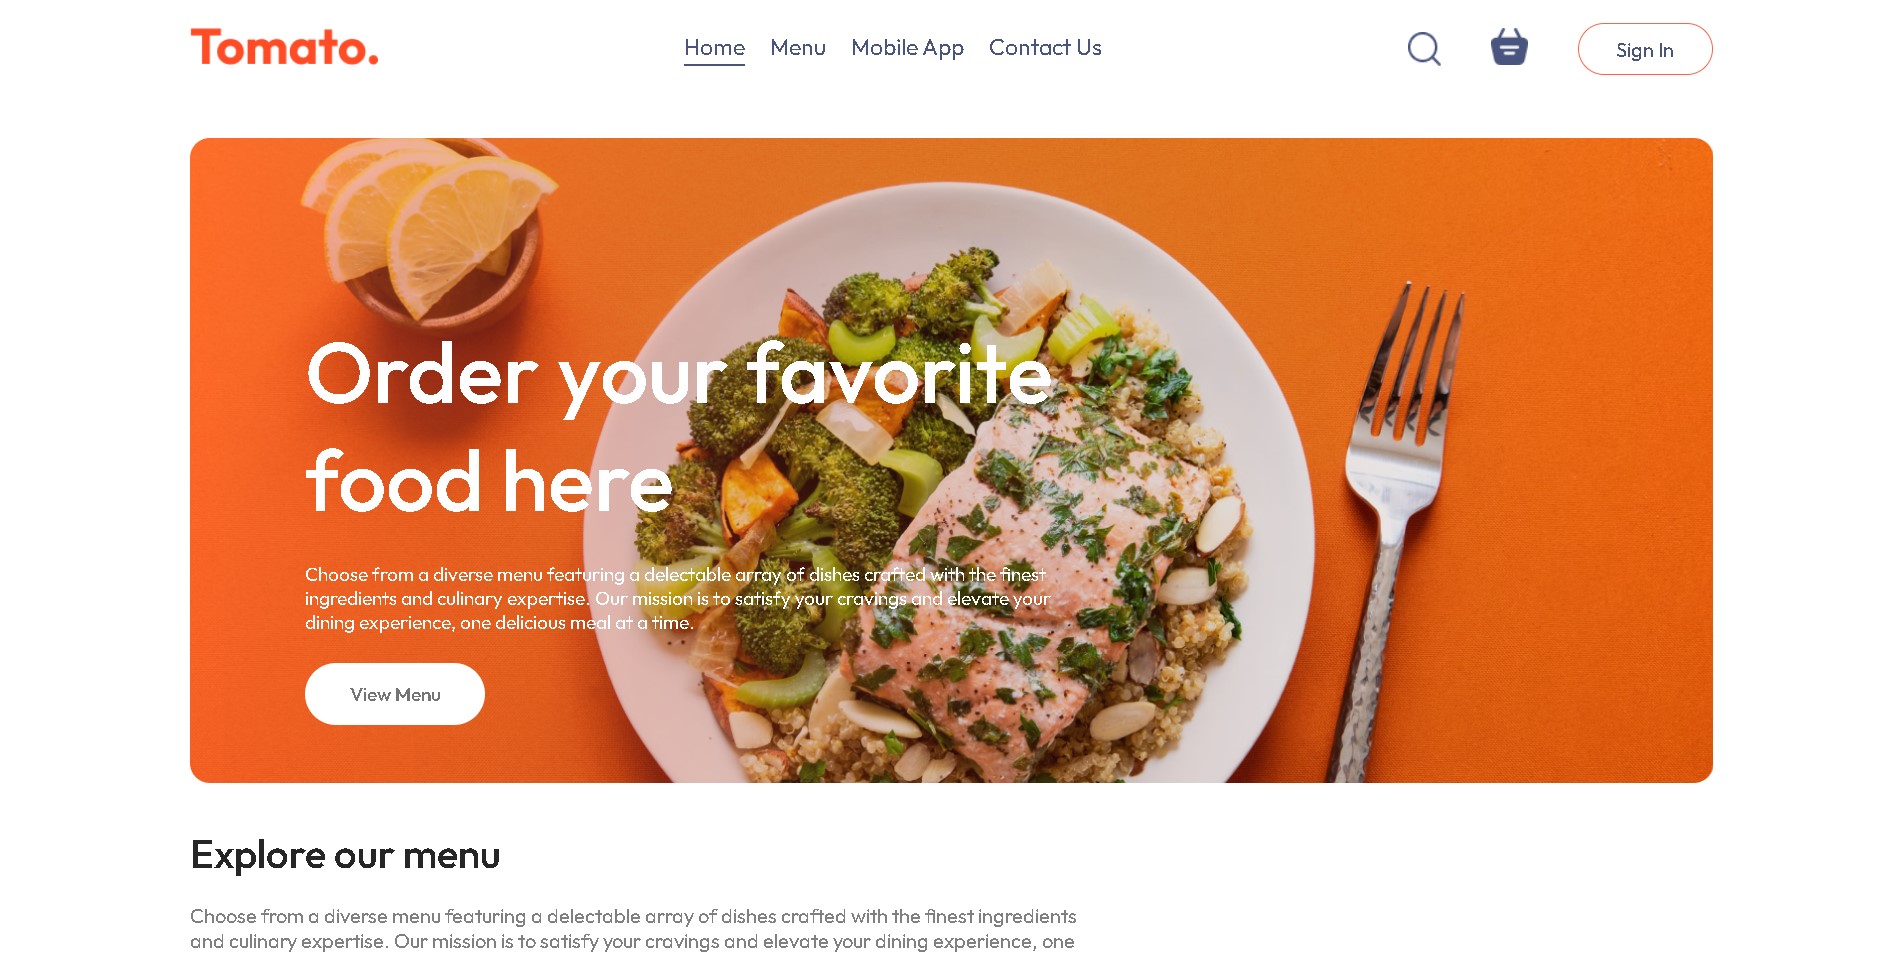 Tomato.
Home Menu Mobile App Contact Us
Sign In
Order your favorite
food here
Choose from a diverse menu featuring a delectable array of dishes crafted with the finest
ingredients and culinary expertise. Our mission is to satisfy your cravings and elevate your
dining experience, one delicious meal at a time.
View Menu
Explore our menu
Choose from a diverse menu featuring a delectable array of dishes crafted with the finest ingredients
and culinary expertise. Our mission is to satisfy your cravings and elevate your dining experience, one